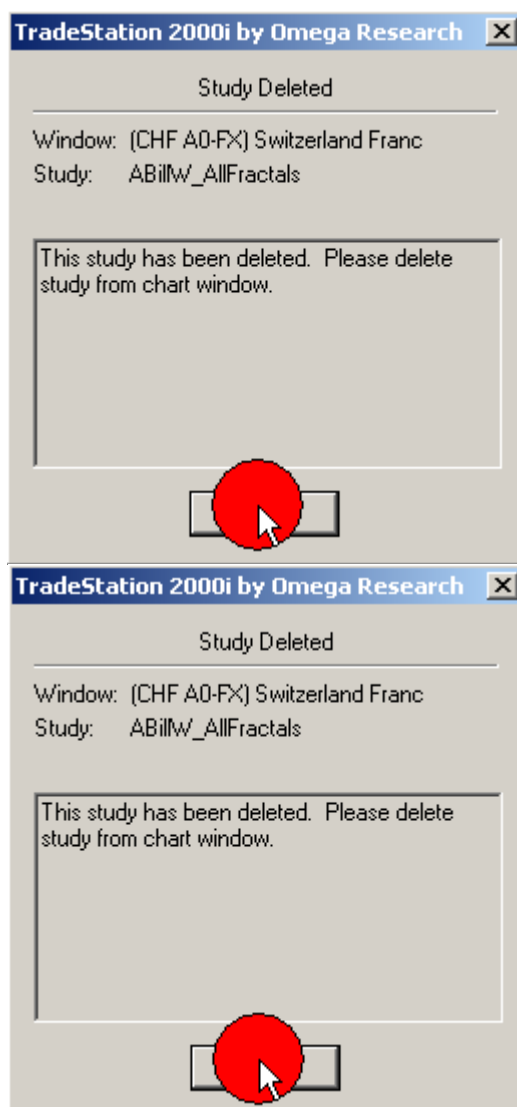 TradeStation 2000i by Omega Research
Study Deleted
Window: (CHF A0-FX) Switzerland Franc
Study: ABillW_AllFractals
This study has been deleted. Please delete
study from chart window.
TradeStation 2000i by Omega Research
Study Deleted
Window: (CHF A0-FX) Switzerland Franc
Study: ABillW_AllFractals
This study has been deleted. Please delete
study from chart window.